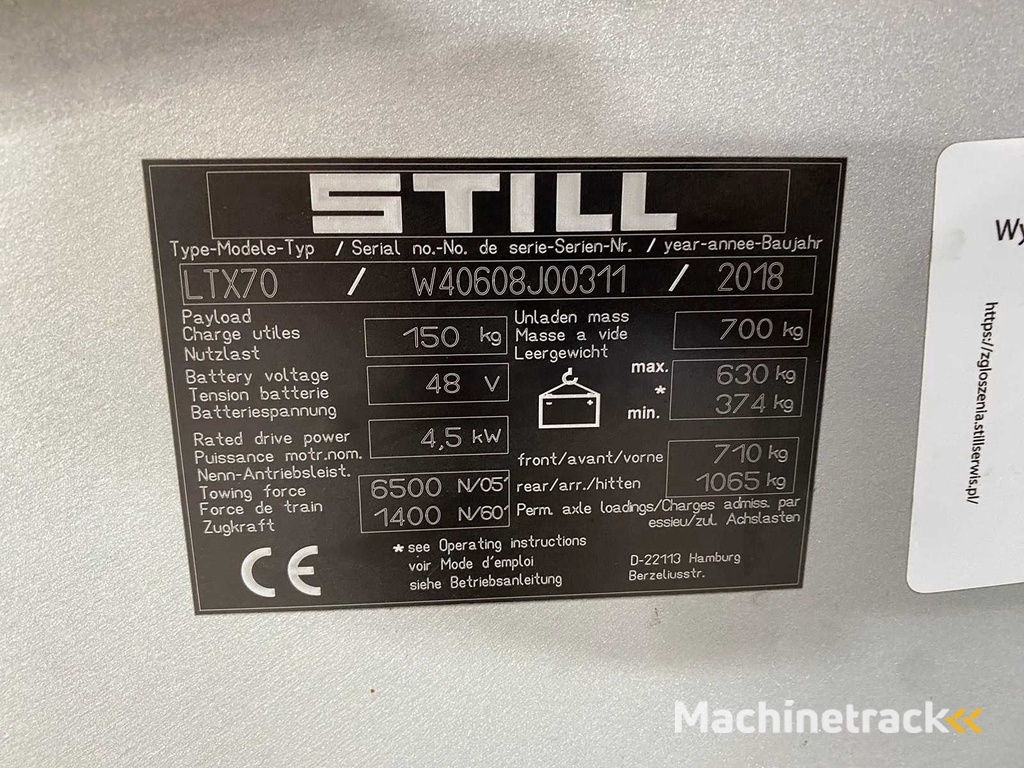 STILL
Type-Modele-Typ / Serial no.-No. de serie-Serien-Nr. / year-annee-Baujahr
LTX70 / W40608J00311 / 2018
Payload
Charge utiles
Nutzlast
150 kg
Unladen mass
Masse a vide
Leergewicht
700 kg
Battery voltage
Tension batterie
Batteriespannung
48 V
max. 630 kg
*
min. 374 kg
Rated drive power
Puissance motr.nom.
Nenn-Antriebsleist.
4,5 kW
front/avant/vorne 710 kg
rear/arr./hitten 1065 kg
Towing force
Force de train
Zugkraft
6500 N/05'
1400 N/60'
Perm. axle loadings/Charges admiss. par
essieu/zul. Achslasten
CE
* see Operating instructions
voir Mode d'emploi
siehe Betriebsanleitung
D-22113 Hamburg
Berzeliusstr.
Wy
https://zgloszenia.stillserwis.pl/
Machinetrack